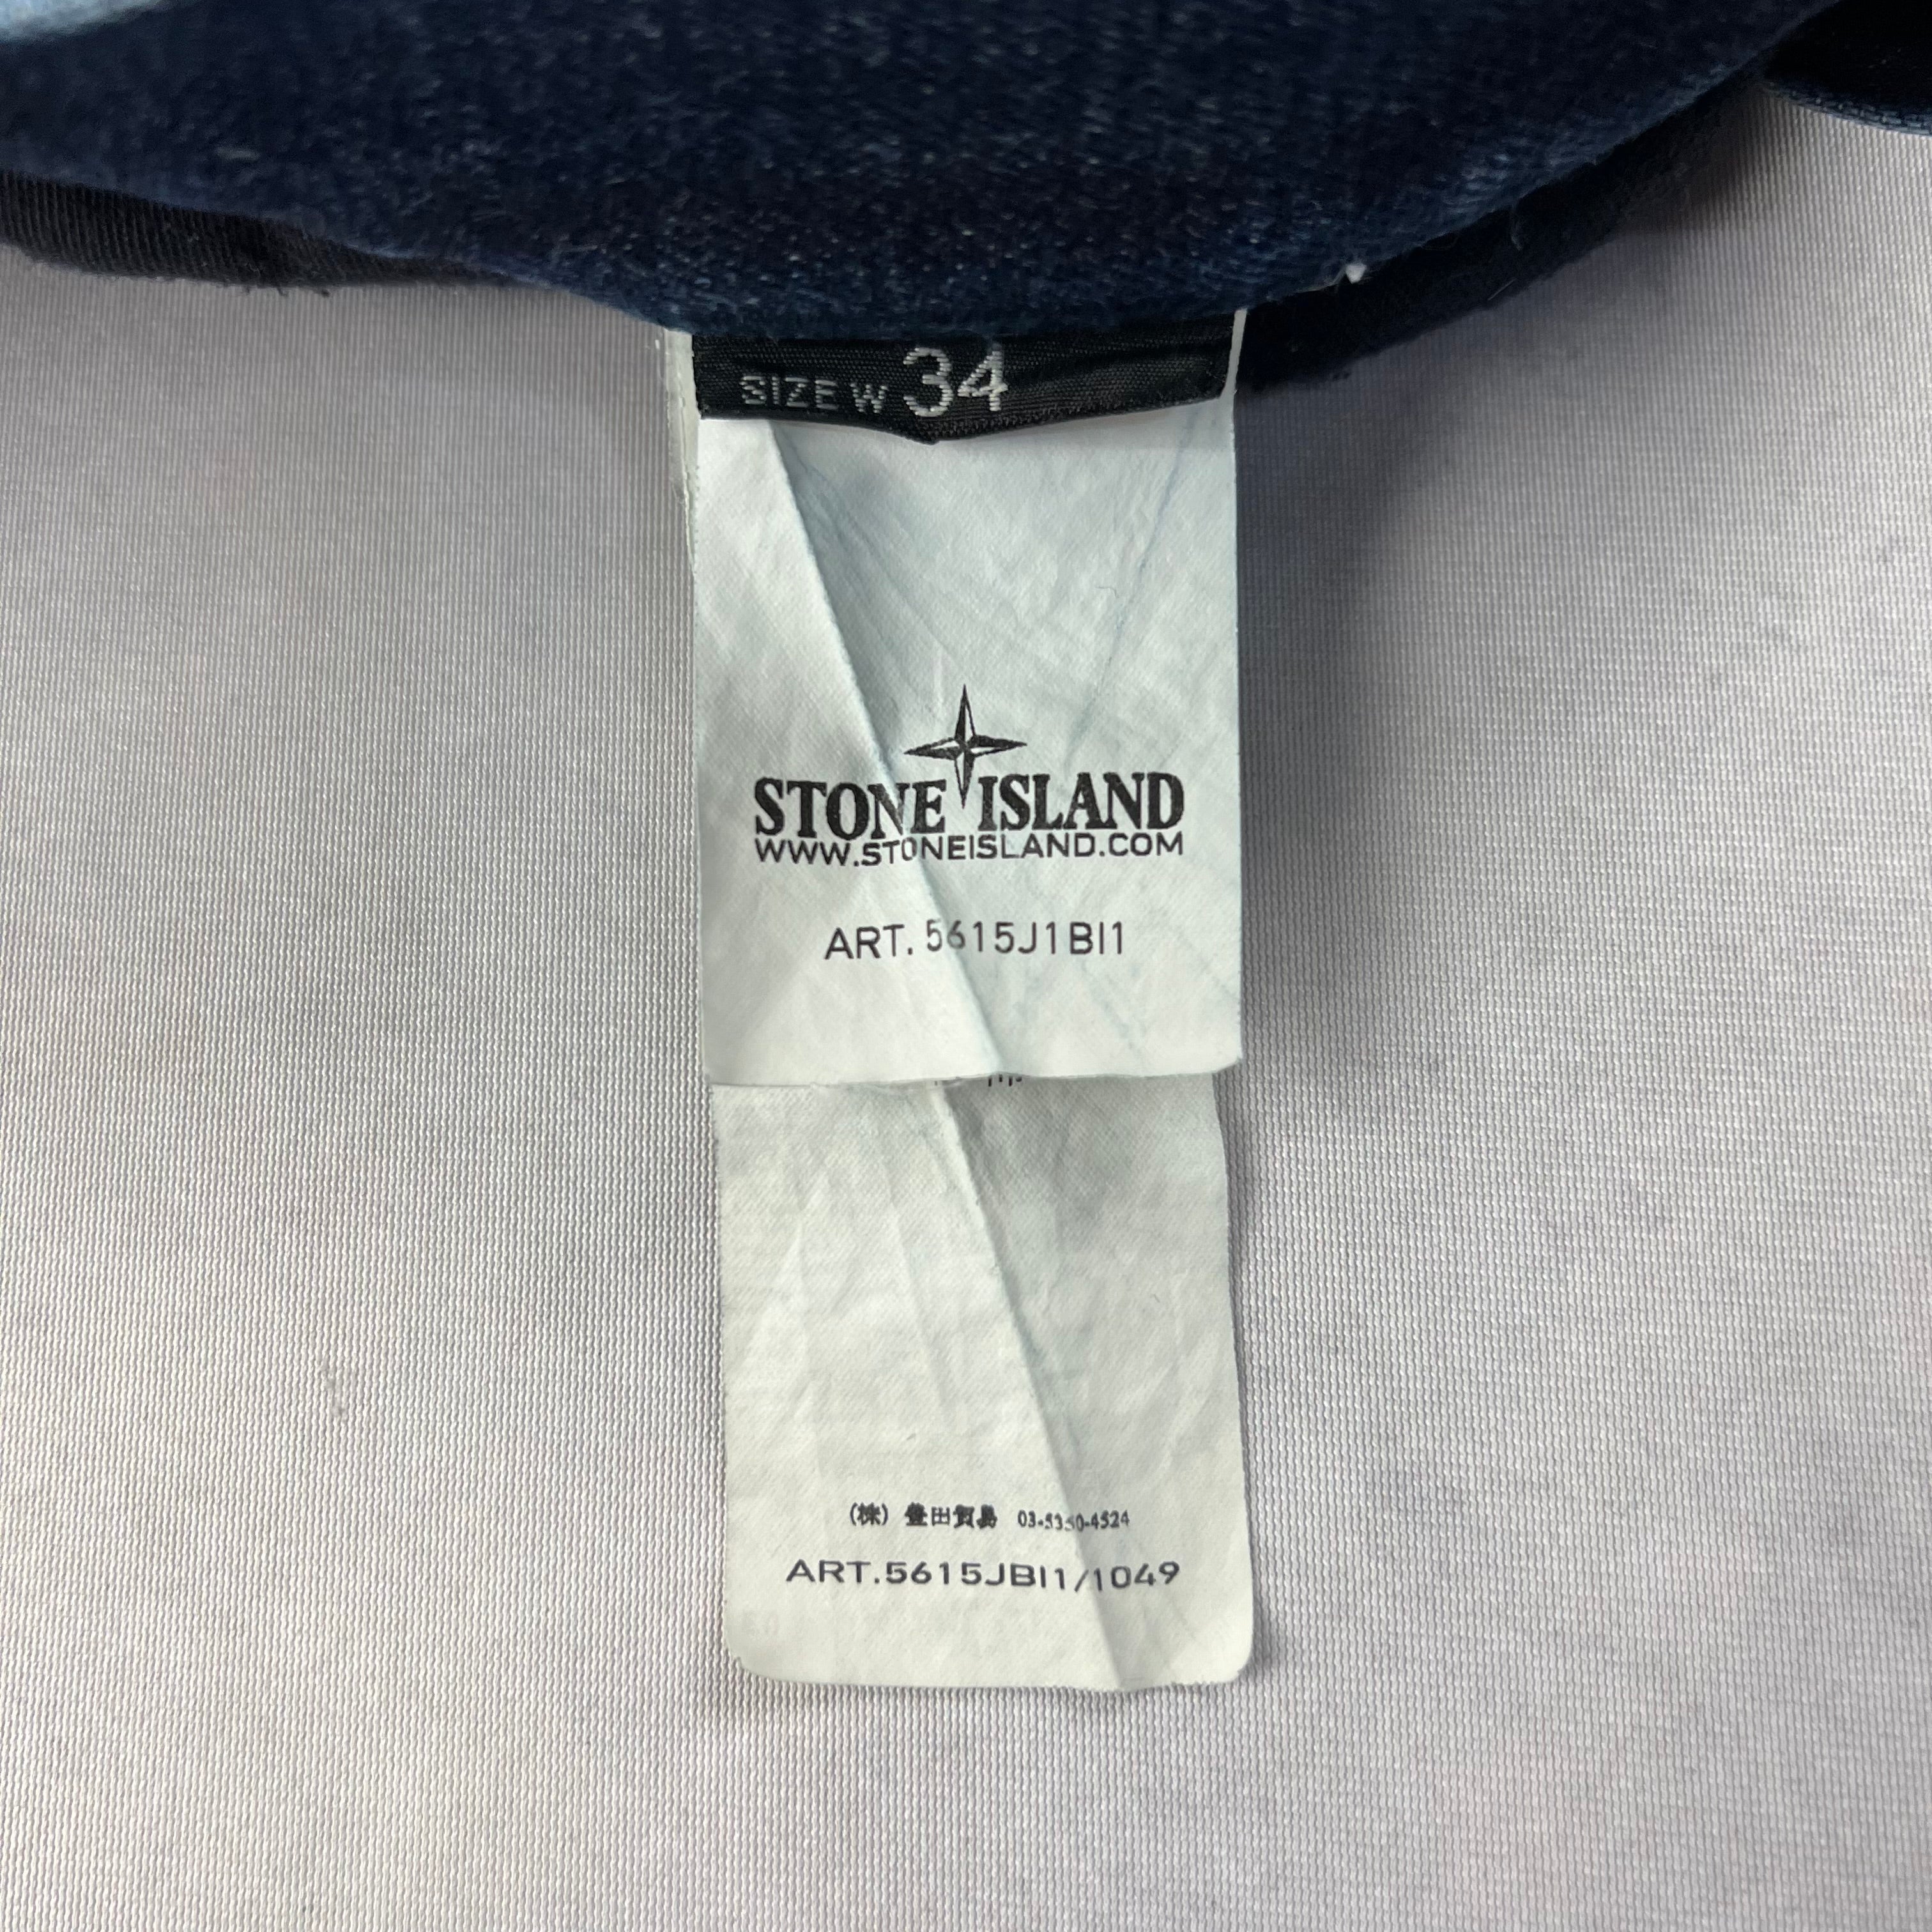 SIZE W 34
STONE ISLAND
WWW.STONEISLAND.COM
ART. 5615J1BI1
(株) 豊田貿易 03-5350-4524
ART.5615JBI1/1049